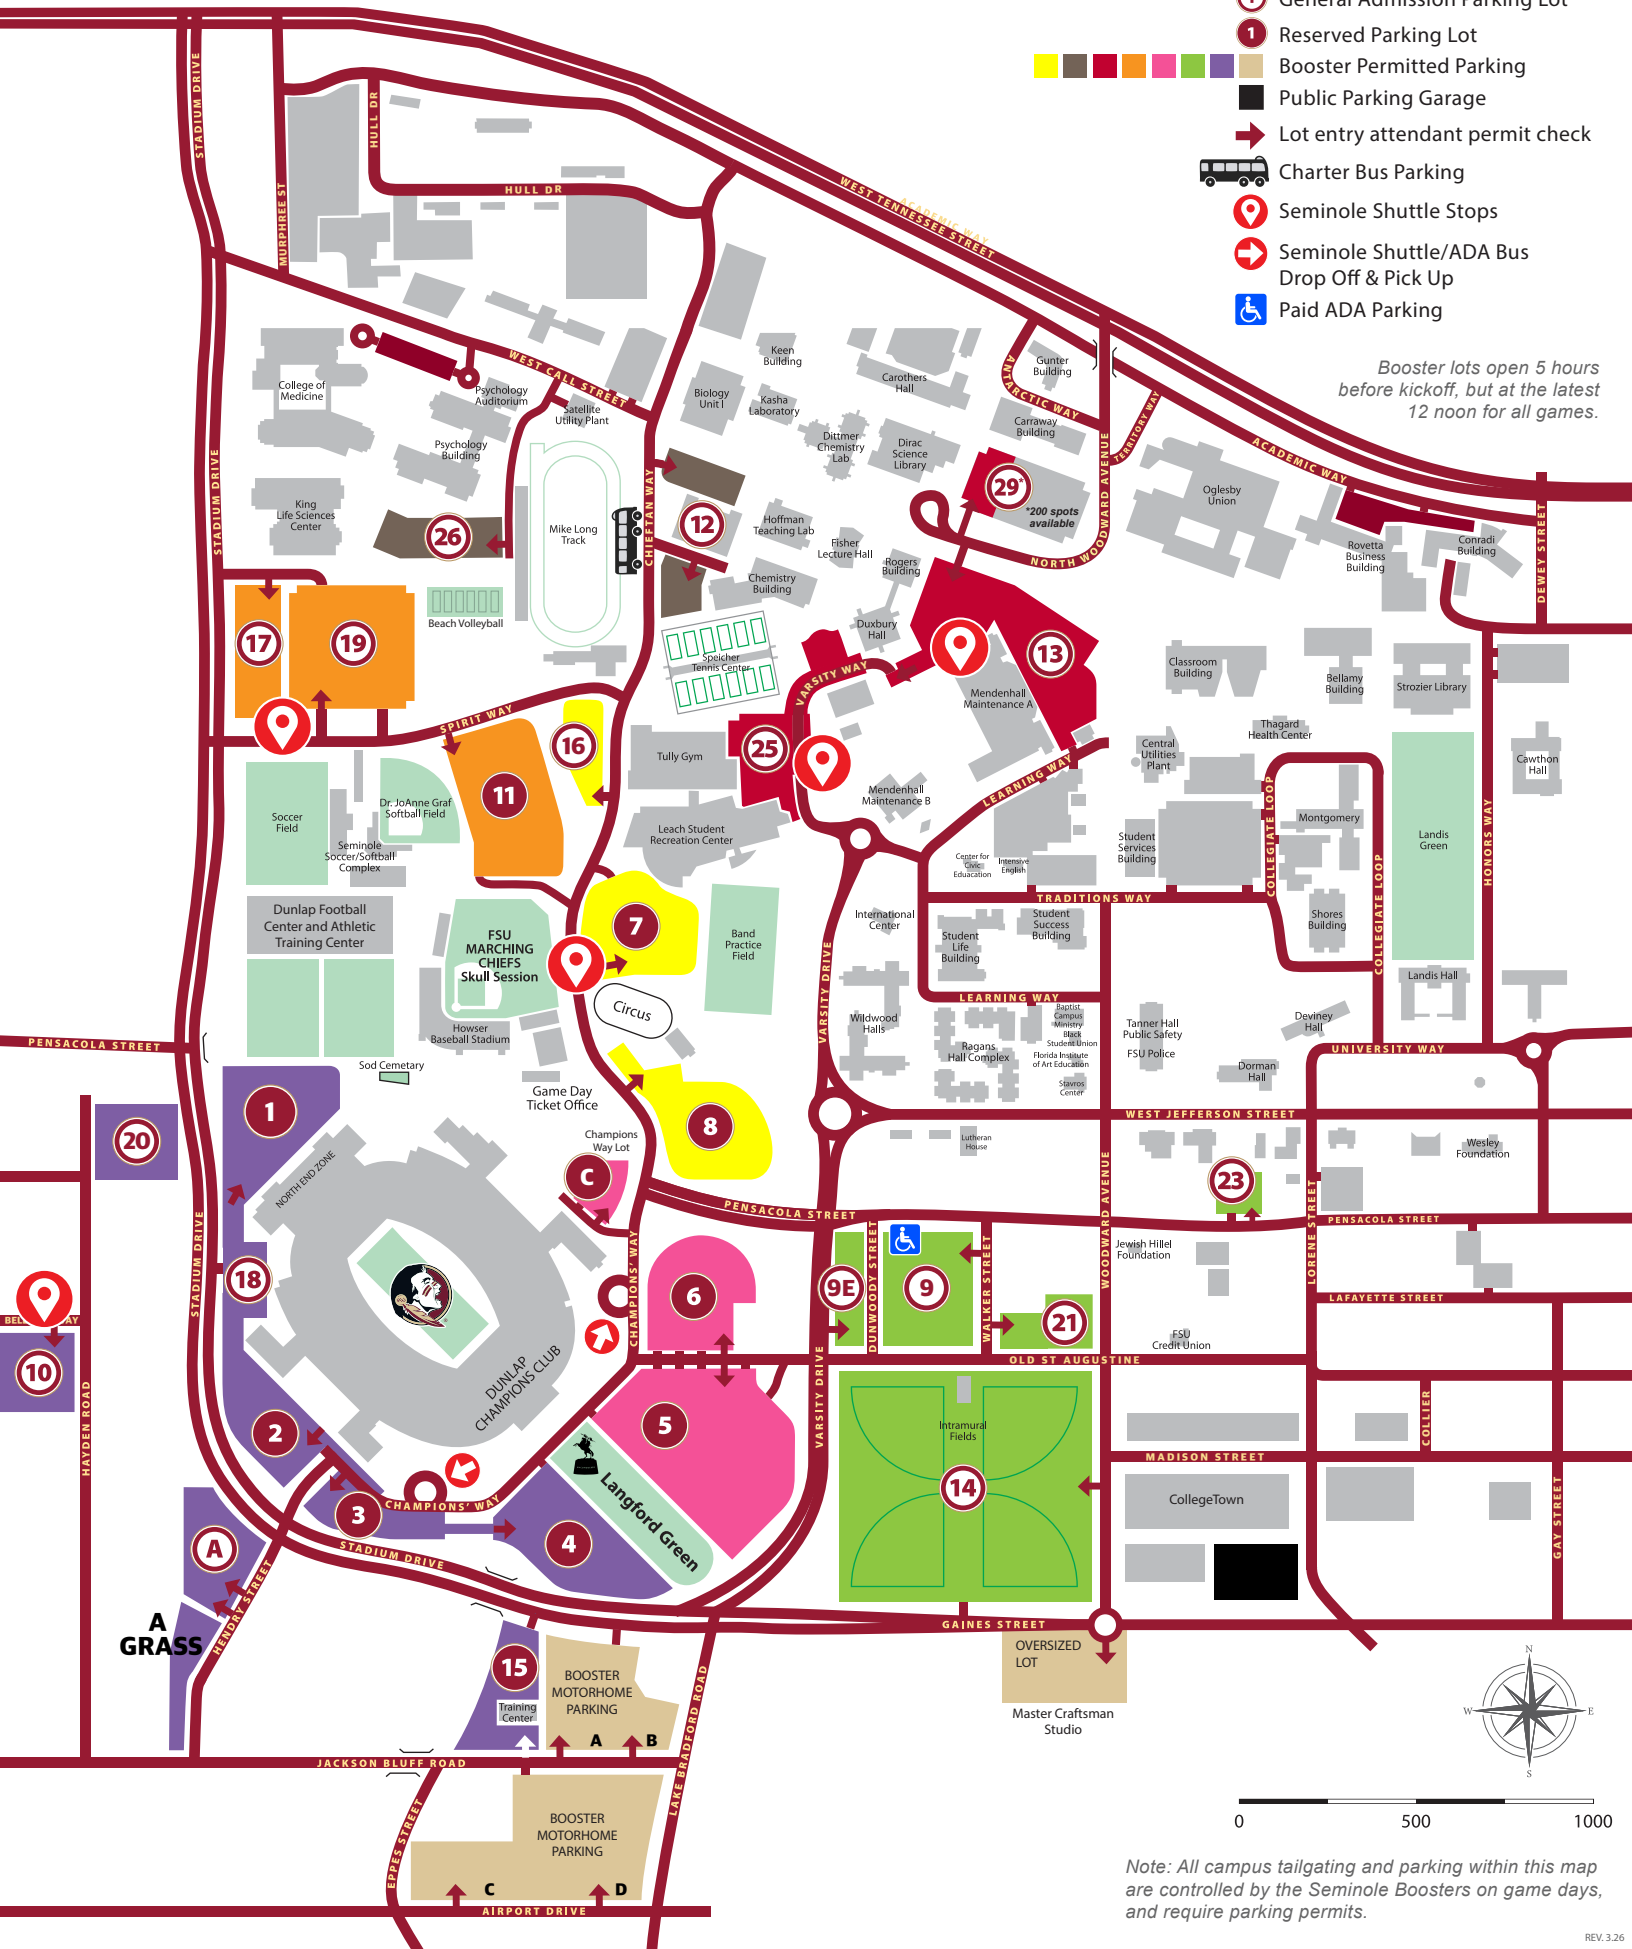 1
General Admission Parking Lot
1
Reserved Parking Lot
Booster Permitted Parking
Public Parking Garage
Lot entry attendant permit check
Charter Bus Parking
Seminole Shuttle Stops
Seminole Shuttle/ADA Bus
Drop Off & Pick Up
Paid ADA Parking
Booster lots open 5 hours
before kickoff, but at the latest
12 noon for all games.
STADIUM DRIVE
MURPHREE ST
HULL DR
HULL DR
ACADEMIC WAY
WEST TENNESSEE STREET
WEST CALL STREET
College of
Medicine
Psychology
Auditorium
Satellite
Utility Plant
Psychology
Building
King
Life Sciences
Center
STADIUM DRIVE
26
Mike Long
Track
CHIEFTAN WAY
Beach Volleyball
17
19
Keen
Building
Biology
Unit I
Kasha
Laboratory
Carothers
Hall
Dittmer
Chemistry
Lab
Dirac
Science
Library
Gunter
Building
ANTARCTIC WAY
Carraway
Building
TERRITORY WAY
29*
*200 spots
available
NORTH WOODWARD AVENUE
12
Hoffman
Teaching Lab
Fisher
Lecture Hall
Rogers
Building
Chemistry
Building
Duxbury
Hall
Speicher
Tennis Center
Oglesby
Union
ACADEMIC WAY
Rovetta
Business
Building
Conradi
Building
DEWEY STREET
VARSITY WAY
13
Mendenhall
Maintenance A
Classroom
Building
Bellamy
Building
Strozier Library
Thagard
Health Center
Central
Utilities
Plant
Cawthon
Hall
SPIRIT WAY
16
11
Tully Gym
25
Mendenhall
Maintenance B
LEARNING WAY
Soccer
Field
Dr. JoAnne Graf
Softball Field
Seminole
Soccer/Softball
Complex
Leach Student
Recreation Center
Center for
Civic
Eduacation
Intensive
English
Student
Services
Building
COLLEGIATE LOOP
Montgomery
Landis
Green
HONORS WAY
COLLEGIATE LOOP
TRADITIONS WAY
Shores
Building
Dunlap Football
Center and Athletic
Training Center
FSU
MARCHING
CHIEFS
Skull Session
7
Band
Practice
Field
International
Center
Student
Life
Building
Student
Success
Building
Landis Hall
Circus
VARSITY DRIVE
LEARNING WAY
Howser
Baseball Stadium
Wildwood
Halls
Ragans
Hall Complex
Baptist
Campus
Ministry
Black
Student Union
Florida Institute
of Art Education
Stavros
Center
Tanner Hall
Public Safety
FSU Police
Deviney
Hall
Dorman
Hall
UNIVERSITY WAY
PENSACOLA STREET
Sod Cemetary
Game Day
Ticket Office
8
WEST JEFFERSON STREET
1
20
Champions
Way Lot
C
Lutheran
House
Wesley
Foundation
23
NORTH END ZONE
PENSACOLA STREET
PENSACOLA STREET
STADIUM DRIVE
18
CHAMPIONS' WAY
6
9E
DUNWOODY STREET
9
WALKER STREET
21
WOODWARD AVENUE
Jewish Hillel
Foundation
LORENE STREET
LAFAYETTE STREET
FSU
Credit Union
OLD ST AUGUSTINE
10
HAYDEN ROAD
DUNLAP
CHAMPIONS CLUB
2
5
VARSITY DRIVE
Intramural
Fields
14
COLLIER
MADISON STREET
CollegeTown
GAY STREET
Langford Green
3
CHAMPIONS' WAY
4
STADIUM DRIVE
A
HENDRY STREET
A
GRASS
GAINES STREET
OVERSIZED
LOT
Master Craftsman
Studio
15
Training
Center
BOOSTER
MOTORHOME
PARKING
A
B
LAKE BRADFORD ROAD
JACKSON BLUFF ROAD
EPPES STREET
BOOSTER
MOTORHOME
PARKING
C
D
AIRPORT DRIVE
N
W
E
S
0
500
1000
Note: All campus tailgating and parking within this map
are controlled by the Seminole Boosters on game days,
and require parking permits.
REV. 3.26